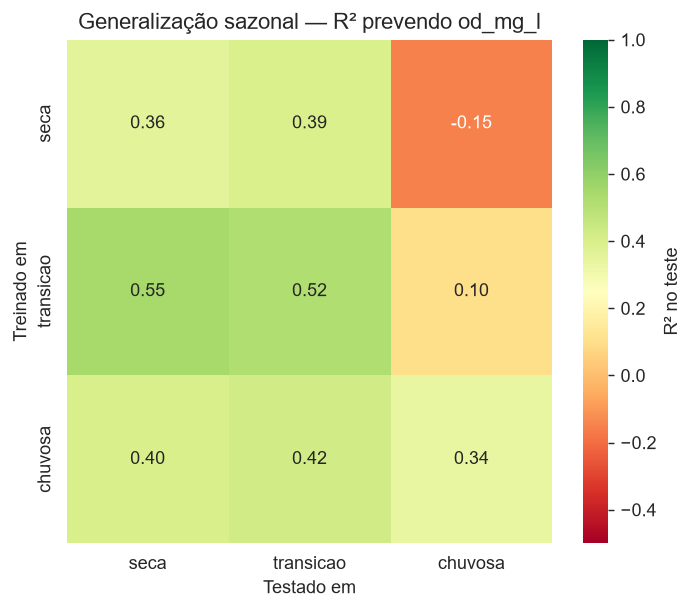 Generalização sazonal — R² prevendo od_mg_l
Treinado em
seca
0.36
0.39
-0.15
transicao
0.55
0.52
0.10
chuvosa
0.40
0.42
0.34
seca
transicao
chuvosa
Testado em
1.0
0.8
0.6
0.4
0.2
0.0
−0.2
−0.4
R² no teste